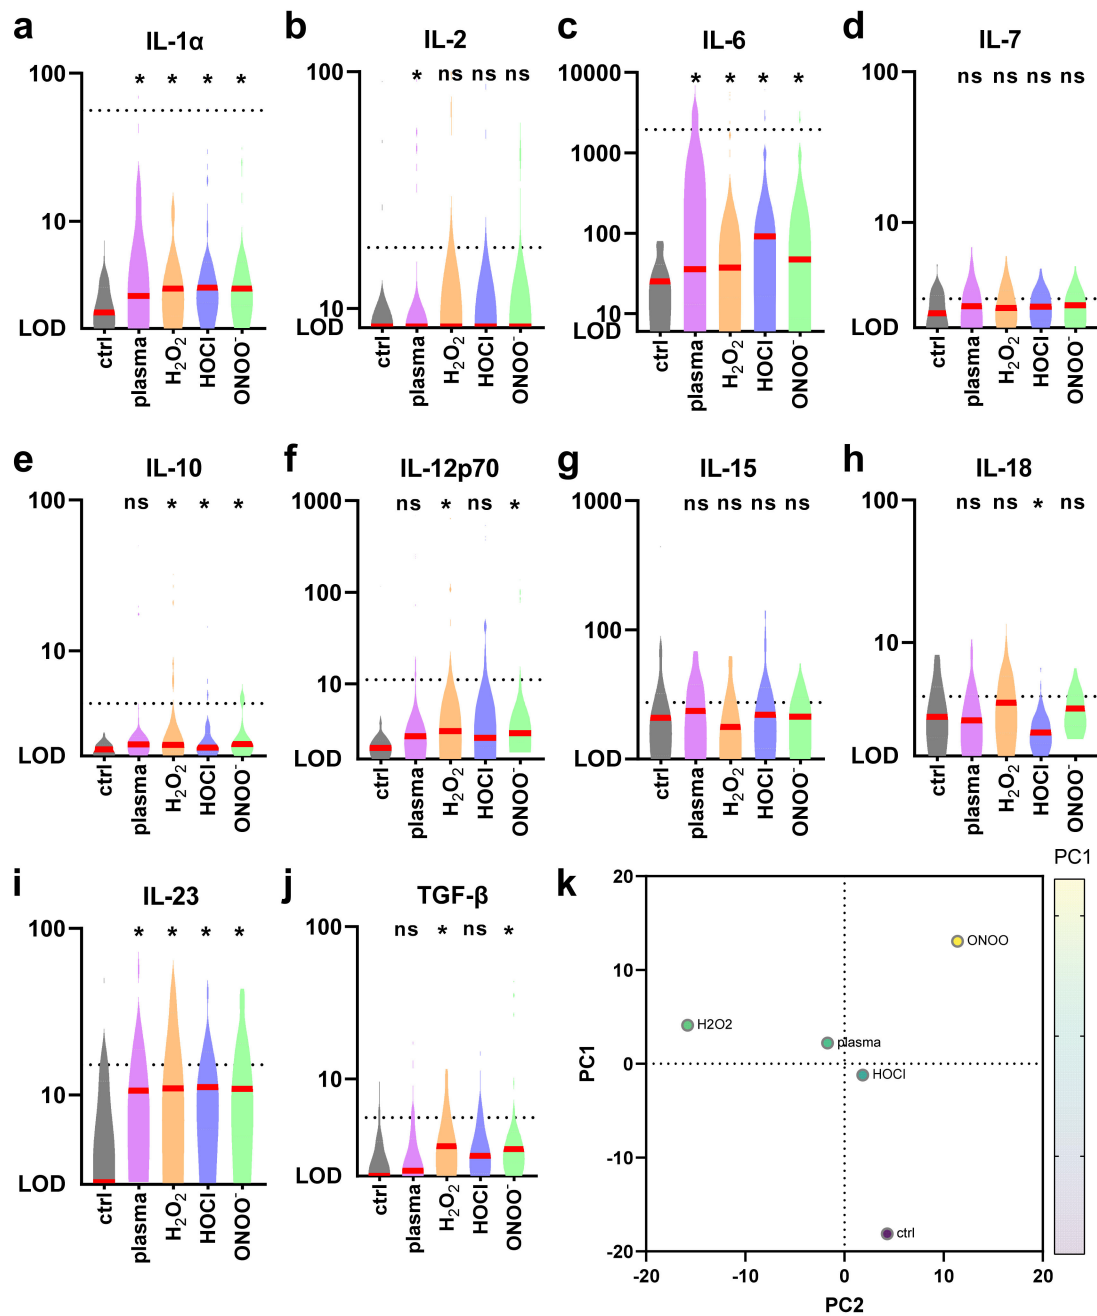 a
IL-1α
100
* * * *
10
LOD
ctrl
plasma
H₂O₂
HOCl
ONOO⁻
b
IL-2
100
* ns ns ns
10
LOD
ctrl
plasma
H₂O₂
HOCl
ONOO⁻
c
IL-6
10000
* * * *
1000
100
10
LOD
ctrl
plasma
H₂O₂
HOCl
ONOO⁻
d
IL-7
100
ns ns ns ns
10
LOD
ctrl
plasma
H₂O₂
HOCl
ONOO⁻
e
IL-10
100
ns * * *
10
LOD
ctrl
plasma
H₂O₂
HOCl
ONOO⁻
f
IL-12p70
1000
ns * ns *
100
10
LOD
ctrl
plasma
H₂O₂
HOCl
ONOO⁻
g
IL-15
1000
ns ns ns ns
100
LOD
ctrl
plasma
H₂O₂
HOCl
ONOO⁻
h
IL-18
100
ns ns * ns
10
LOD
ctrl
plasma
H₂O₂
HOCl
ONOO⁻
i
IL-23
100
* * * *
10
LOD
ctrl
plasma
H₂O₂
HOCl
ONOO⁻
j
TGF-β
100
ns * ns *
10
LOD
ctrl
plasma
H₂O₂
HOCl
ONOO⁻
k
PC1
20
10
0
-10
-20
PC1
ONOO
H2O2
plasma
HOCl
ctrl
-20 -10 0 10 20
PC2